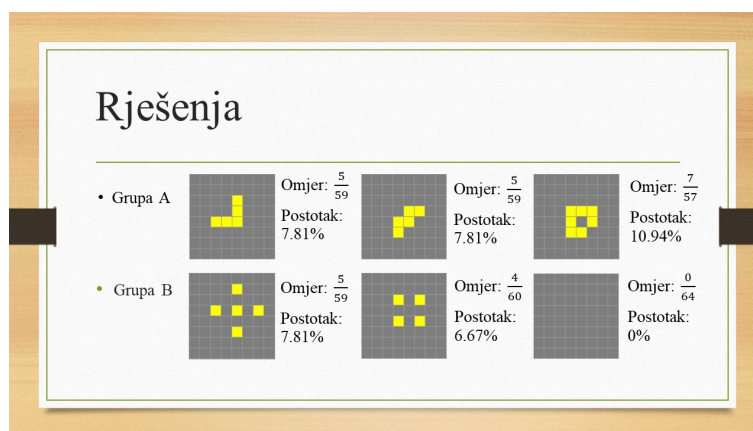 Rješenja
• Grupa A
Omjer: 5/59
Postotak:
7.81%
Omjer: 5/59
Postotak:
7.81%
Omjer: 7/57
Postotak:
10.94%
• Grupa B
Omjer: 5/59
Postotak:
7.81%
Omjer: 4/60
Postotak:
6.67%
Omjer: 0/64
Postotak:
0%